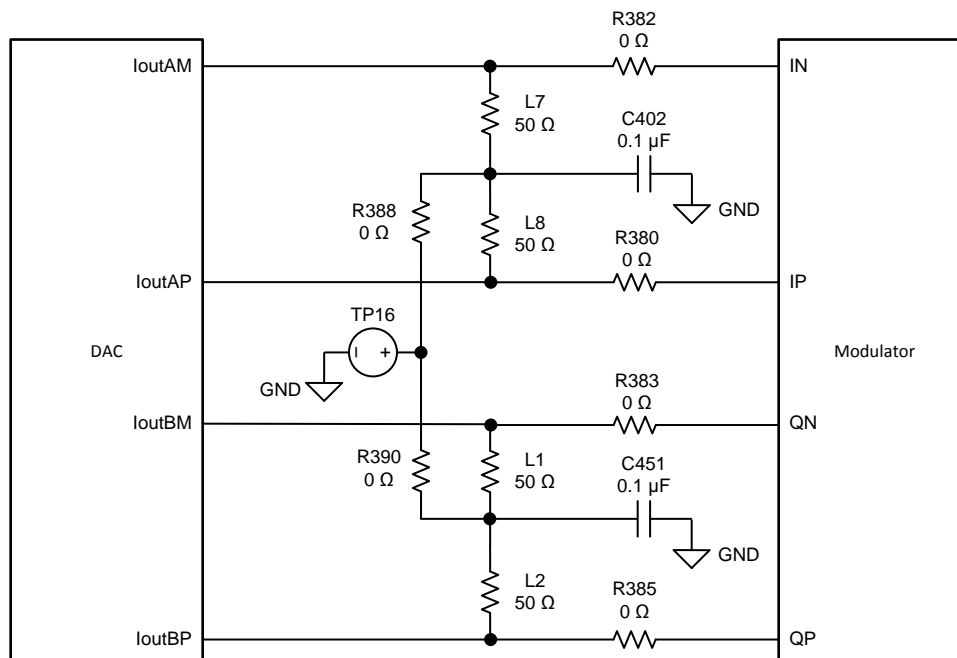 R382
0 Ω
IoutAM
IN
L7
50 Ω
C402
0.1 µF
GND
R388
0 Ω
L8
50 Ω
R380
0 Ω
IoutAP
IP
TP16
+
DAC
Modulator
GND
R383
0 Ω
IoutBM
QN
R390
0 Ω
L1
50 Ω
C451
0.1 µF
GND
L2
50 Ω
R385
0 Ω
IoutBP
QP